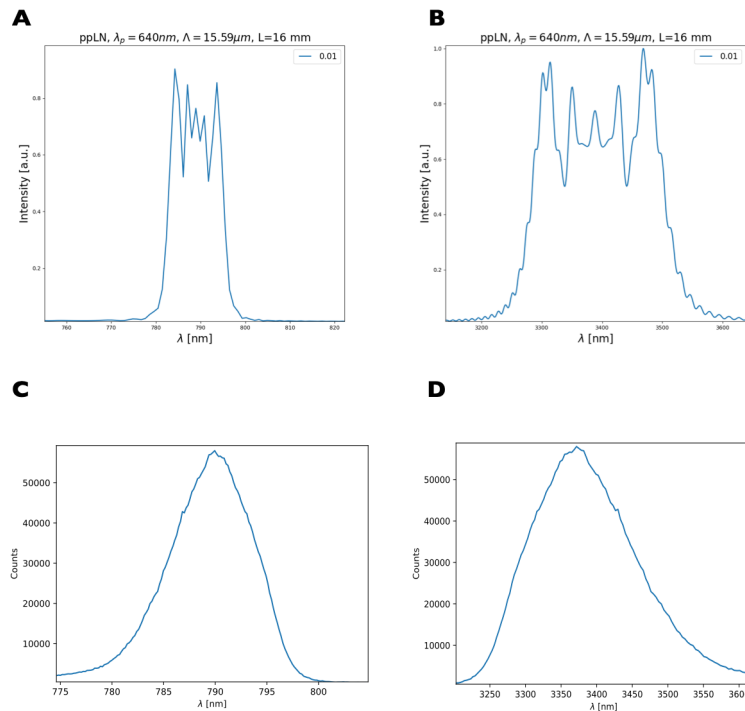 A
ppLN, λp = 640nm, Λ = 15.59μm, L=16 mm
0.01
Intensity [a.u.]
0.8
0.6
0.4
0.2
760 770 780 790 800 810 820
λ [nm]
B
ppLN, λp = 640nm, Λ = 15.59μm, L=16 mm
0.01
Intensity [a.u.]
1.0
0.8
0.6
0.4
0.2
3200 3300 3400 3500 3600
λ [nm]
C
Counts
50000
40000
30000
20000
10000
775 780 785 790 795 800
λ [nm]
D
Counts
50000
40000
30000
20000
10000
3250 3300 3350 3400 3450 3500 3550
λ [nm]